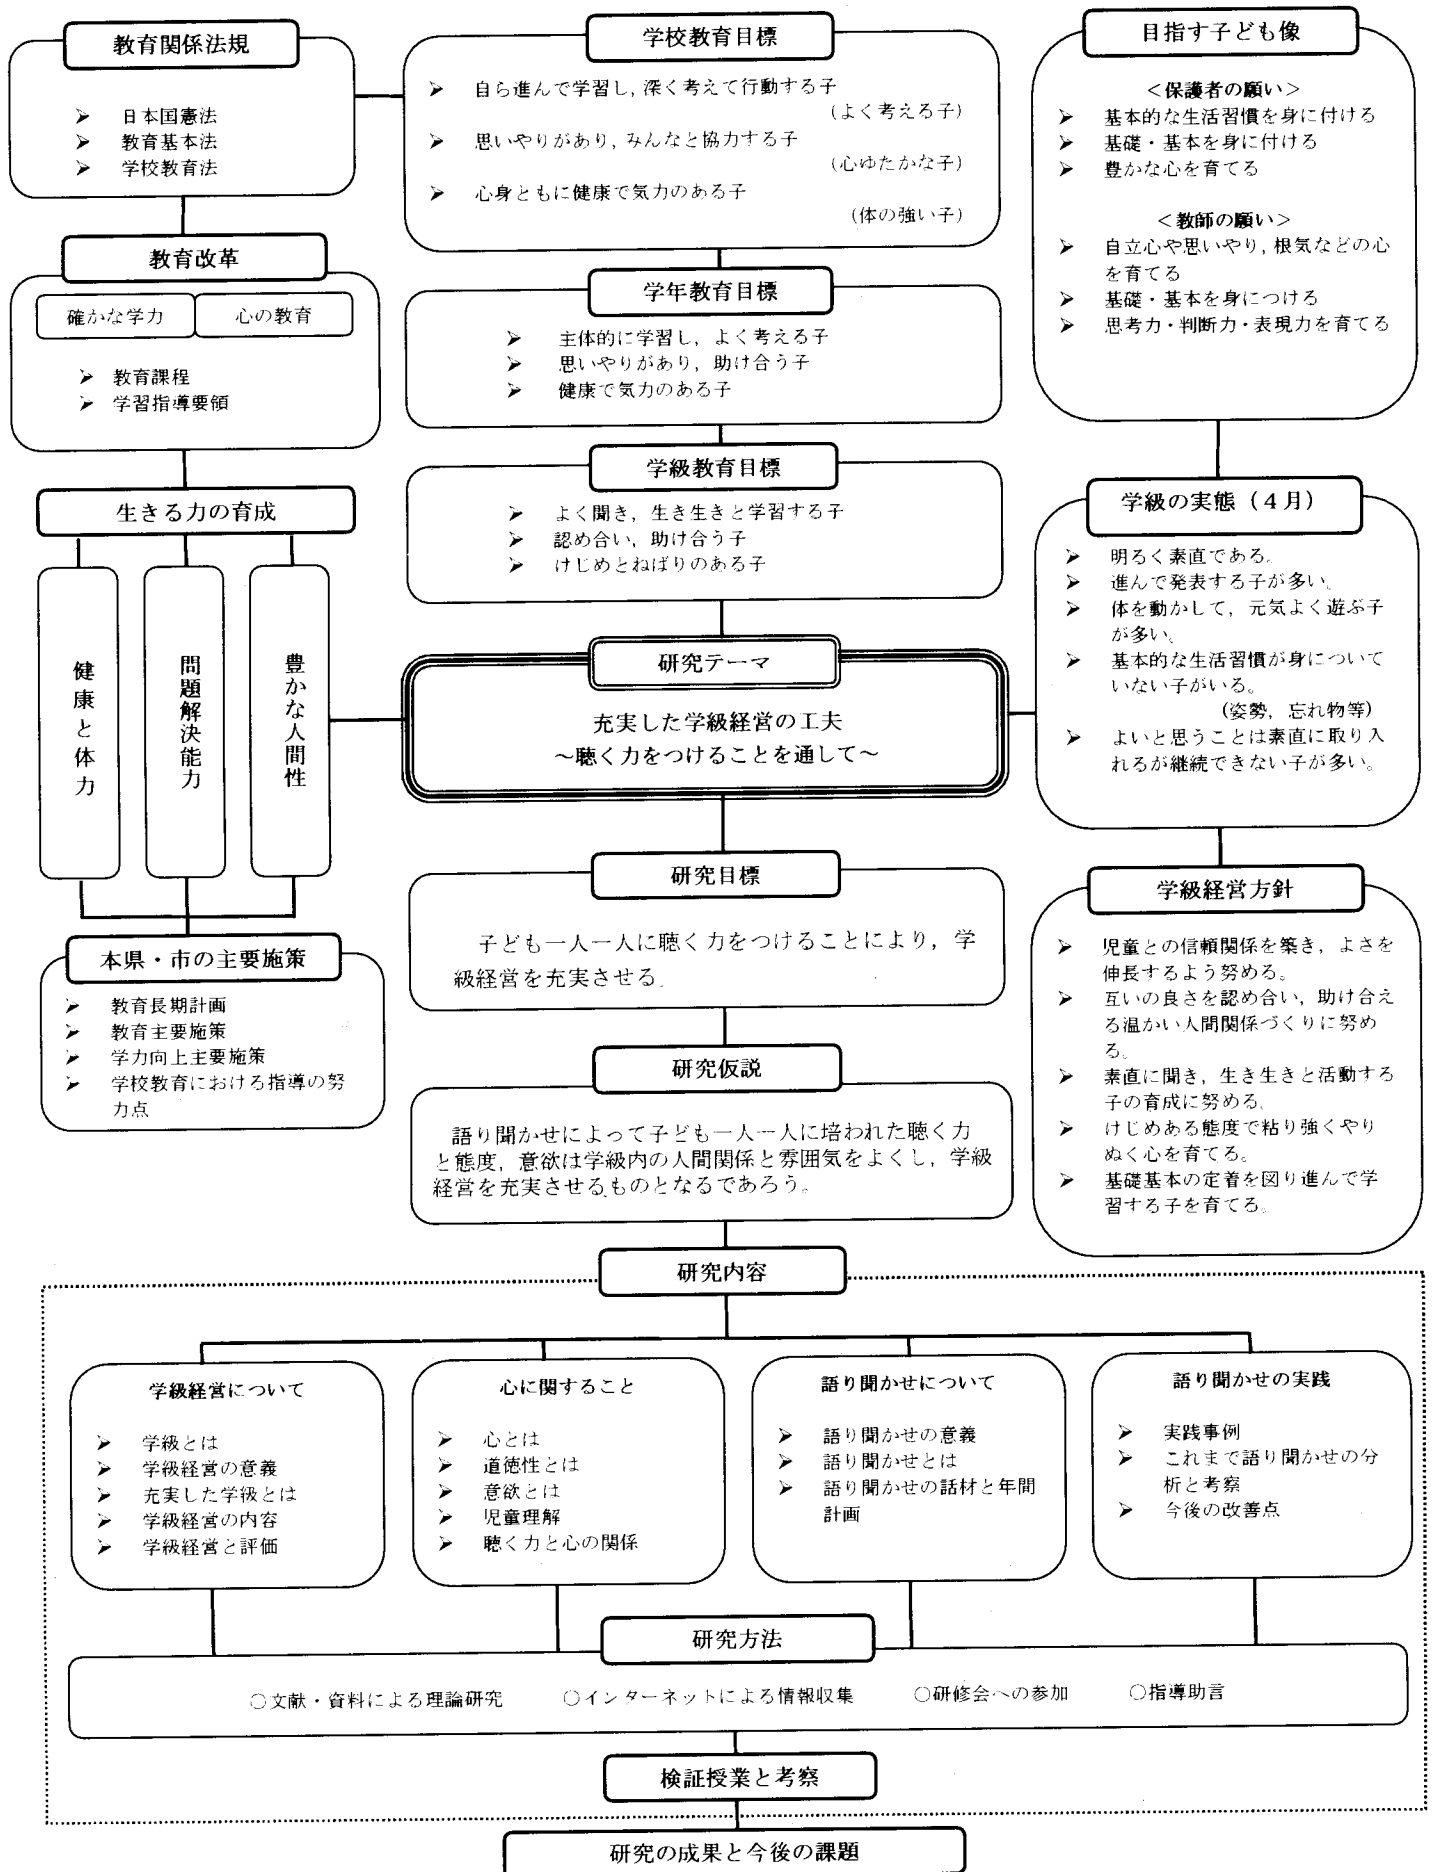 教育関係法規
➢ 日本国憲法
➢ 教育基本法
➢ 学校教育法
教育改革
確かな学力
心の教育
➢ 教育課程
➢ 学習指導要領
生きる力の育成
健康と体力
問題解決能力
豊かな人間性
本県・市の主要施策
➢ 教育長期計画
➢ 教育主要施策
➢ 学力向上主要施策
➢ 学校教育における指導の努
力点
学校教育目標
➢ 自ら進んで学習し,深く考えて行動する子
(よく考える子)
➢ 思いやりがあり,みんなと協力する子
(心ゆたかな子)
➢ 心身ともに健康で気力のある子
(体の強い子)
学年教育目標
➢ 主体的に学習し,よく考える子
➢ 思いやりがあり,助け合う子
➢ 健康で気力のある子
学級教育目標
➢ よく聞き,生き生きと学習する子
➢ 認め合い,助け合う子
➢ けじめとねばりのある子
研究テーマ
充実した学級経営の工夫
~聴く力をつけることを通して~
研究目標
子ども一人一人に聴く力をつけることにより,学
級経営を充実させる.
研究仮説
語り聞かせによって子ども一人一人に培われた聴く力
と態度,意欲は学級内の人間関係と雰囲気をよくし,学級
経営を充実させるものとなるであろう。
目指す子ども像
<保護者の願い>
➢ 基本的な生活習慣を身に付ける
➢ 基礎・基本を身に付ける
➢ 豊かな心を育てる
<教師の願い>
➢ 自立心や思いやり,根気などの心
を育てる
➢ 基礎・基本を身につける
➢ 思考力・判断力・表現力を育てる
学級の実態(4月)
➢ 明るく素直である。
➢ 進んで発表する子が多い。
➢ 体を動かして,元気よく遊ぶ子
が多い。
➢ 基本的な生活習慣が身について
いない子がいる。
(姿勢,忘れ物等)
➢ よいと思うことは素直に取り入
れるが継続できない子が多い。
学級経営方針
➢ 児童との信頼関係を築き,よさを
伸長するよう努める。
➢ 互いの良さを認め合い,助け合え
る温かい人間関係づくりに努め
る。
➢ 素直に聞き,生き生きと活動する
子の育成に努める。
➢ けじめある態度で粘り強くやり
ぬく心を育てる。
➢ 基礎基本の定着を図り進んで学
習する子を育てる。
研究内容
学級経営について
➢ 学級とは
➢ 学級経営の意義
➢ 充実した学級とは
➢ 学級経営の内容
➢ 学級経営と評価
心に関すること
➢ 心とは
➢ 道徳性とは
➢ 意欲とは
➢ 児童理解
➢ 聴く力と心の関係
語り聞かせについて
➢ 語り聞かせの意義
➢ 語り聞かせとは
➢ 語り聞かせの話材と年間
計画
語り聞かせの実践
➢ 実践事例
➢ これまで語り聞かせの分
析と考察
➢ 今後の改善点
研究方法
○文献・資料による理論研究 ○インターネットによる情報収集 ○研修会への参加 ○指導助言
検証授業と考察
研究の成果と今後の課題